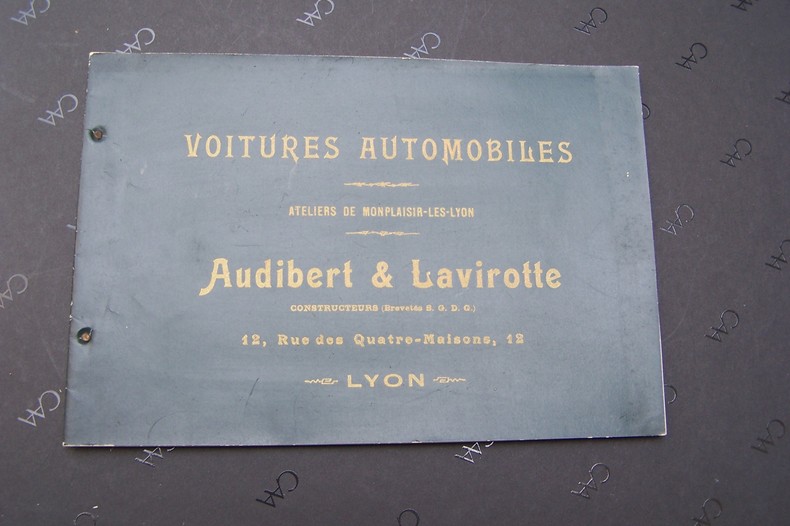 VOITURES AUTOMOBILES
ATELIERS DE MONPLAISIR-LES-LYON
Audibert & Lavirotte
CONSTRUCTEURS (Brevetés S. G. D. G.)
12, Rue des Quatre-Maisons, 12
LYON